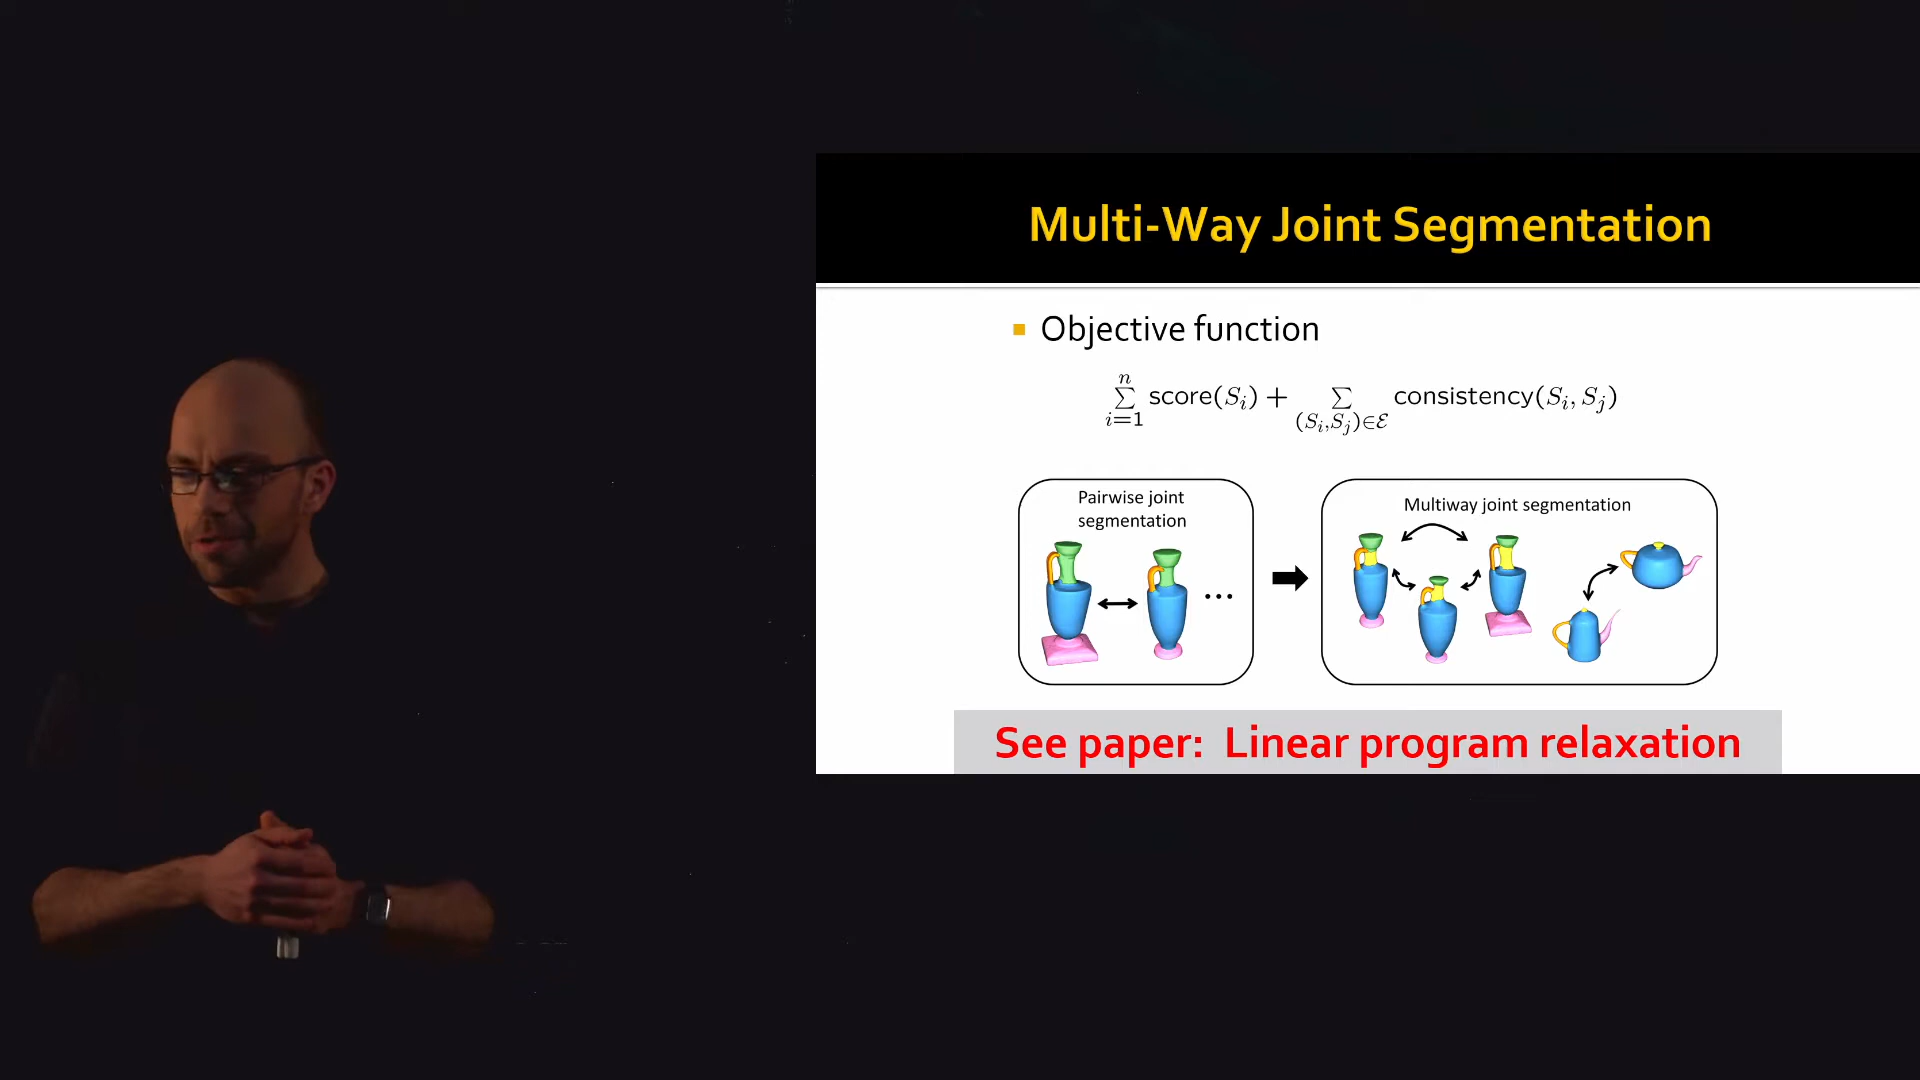 Multi-Way Joint Segmentation
Objective function
n
∑ score(Sᵢ) + ∑ consistency(Sᵢ, Sⱼ)
i=1 (Sᵢ,Sⱼ)∈ℰ
Pairwise joint
segmentation
...
Multiway joint segmentation
See paper: Linear program relaxation